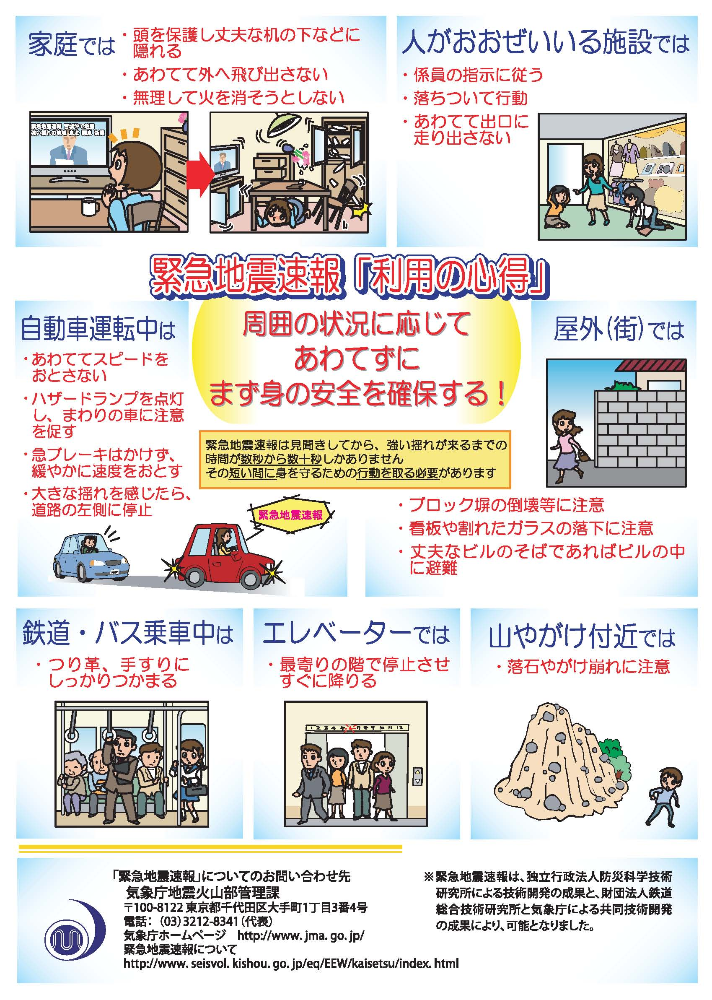 家庭では
・頭を保護し丈夫な机の下などに
隠れる
・あわてて外へ飛び出さない
・無理して火を消そうとしない
緊急地震速報 宮城沖で地震
強い揺れの地域 東北 関東 新潟
人がおおぜいいる施設では
・係員の指示に従う
・落ちついて行動
・あわてて出口に
走り出さない
緊急地震速報「利用の心得」
周囲の状況に応じて
あわてずに
まず身の安全を確保する！
緊急地震速報は見聞きしてから、強い揺れが来るまでの
時間が数秒から数十秒しかありません
その短い間に身を守るための行動を取る必要があります
自動車運転中は
・あわててスピードを
おとさない
・ハザードランプを点灯
し、まわりの車に注意
を促す
・急ブレーキはかけず、
緩やかに速度をおとす
・大きな揺れを感じたら、
道路の左側に停止
緊急地震速報
屋外(街)では
・ブロック塀の倒壊等に注意
・看板や割れたガラスの落下に注意
・丈夫なビルのそばであればビルの中
に避難
鉄道・バス乗車中は
・つり革、手すりに
しっかりつかまる
エレベーターでは
・最寄りの階で停止させ
すぐに降りる
1 2 3 4 5 6 7 8 9 10 11 12
山やがけ付近では
・落石やがけ崩れに注意
「緊急地震速報」についてのお問い合わせ先
気象庁地震火山部管理課
〒100-8122 東京都千代田区大手町1丁目3番4号
電話：(03)3212-8341(代表)
気象庁ホームページ　http://www.jma.go.jp/
緊急地震速報について
http://www.seisvol.kishou.go.jp/eq/EEW/kaisetsu/index.html
※緊急地震速報は、独立行政法人防災科学技術
研究所による技術開発の成果と、財団法人鉄道
総合技術研究所と気象庁による共同技術開発
の成果により、可能となりました。